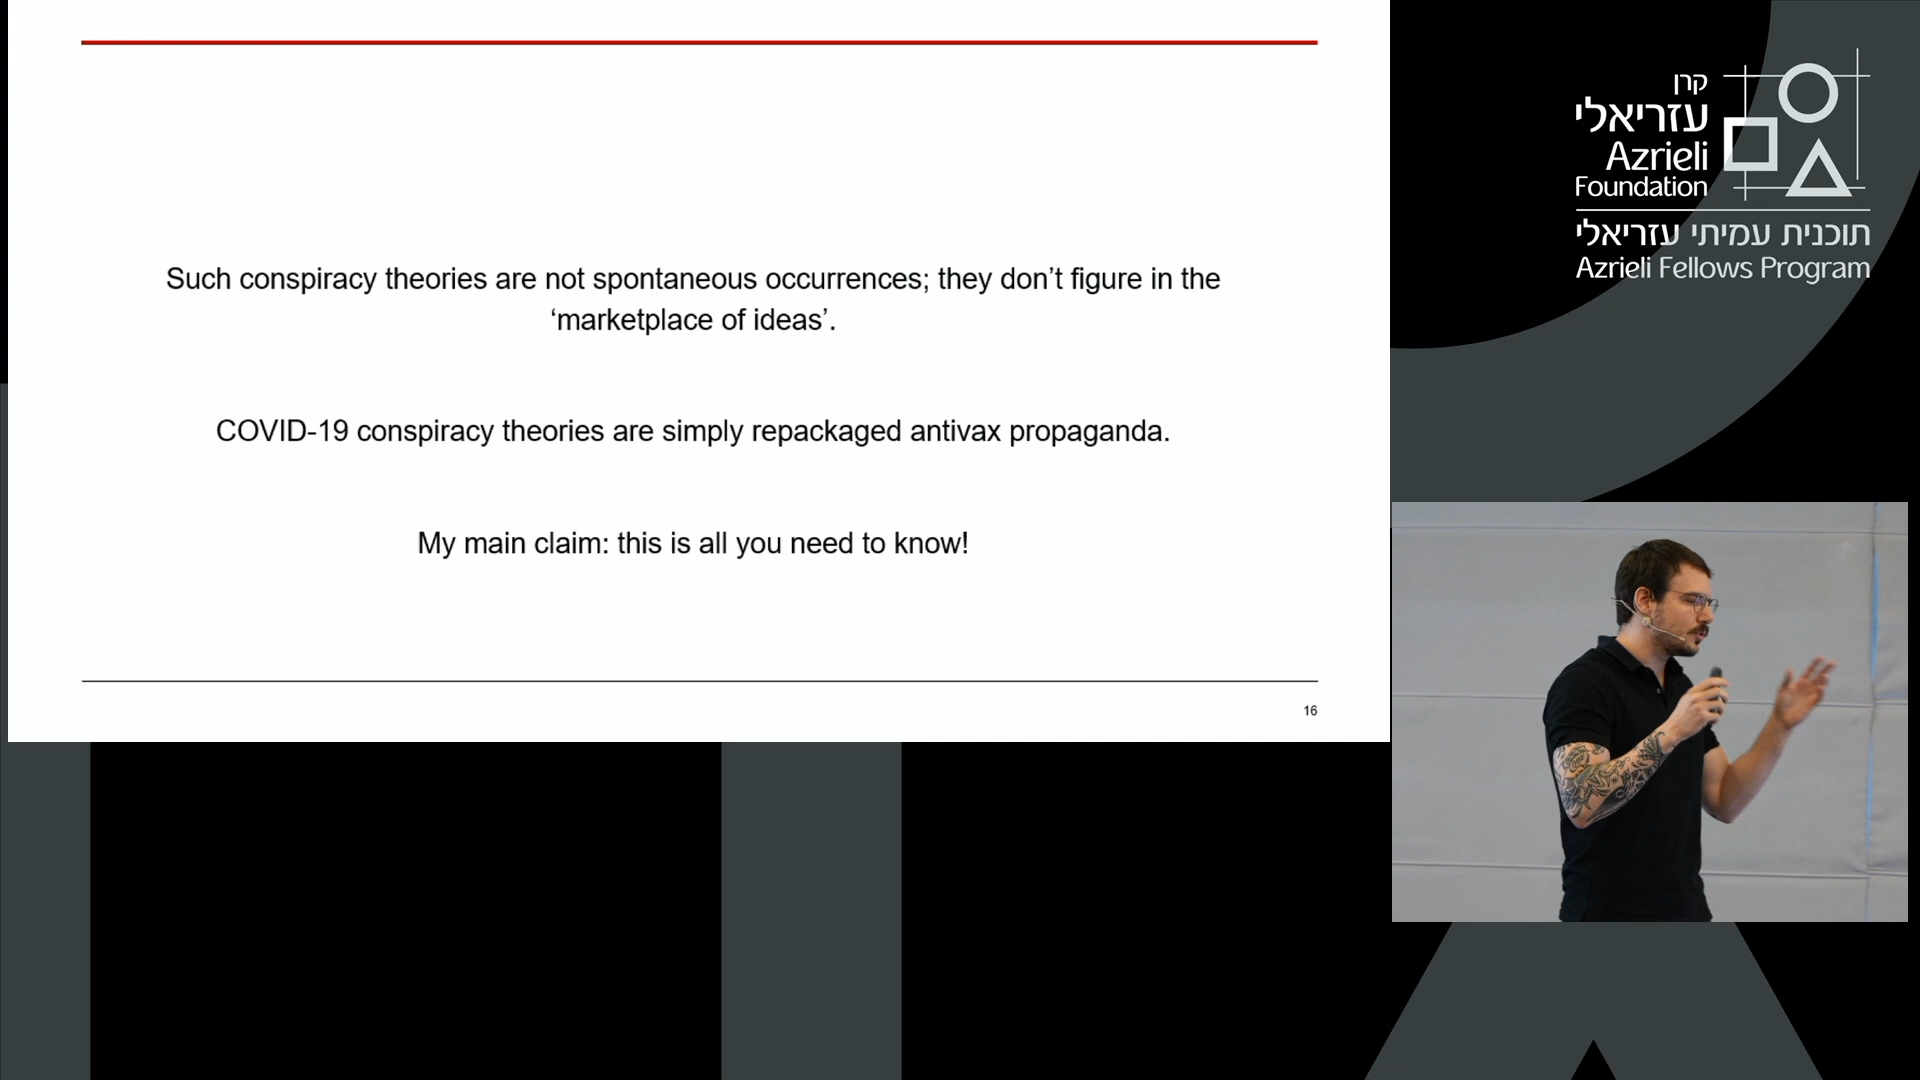 Such conspiracy theories are not spontaneous occurrences; they don’t figure in the
‘marketplace of ideas’.
COVID-19 conspiracy theories are simply repackaged antivax propaganda.
My main claim: this is all you need to know!
16
קרן
עזריאלי
Azrieli
Foundation
תוכנית עמיתי עזריאלי
Azrieli Fellows Program